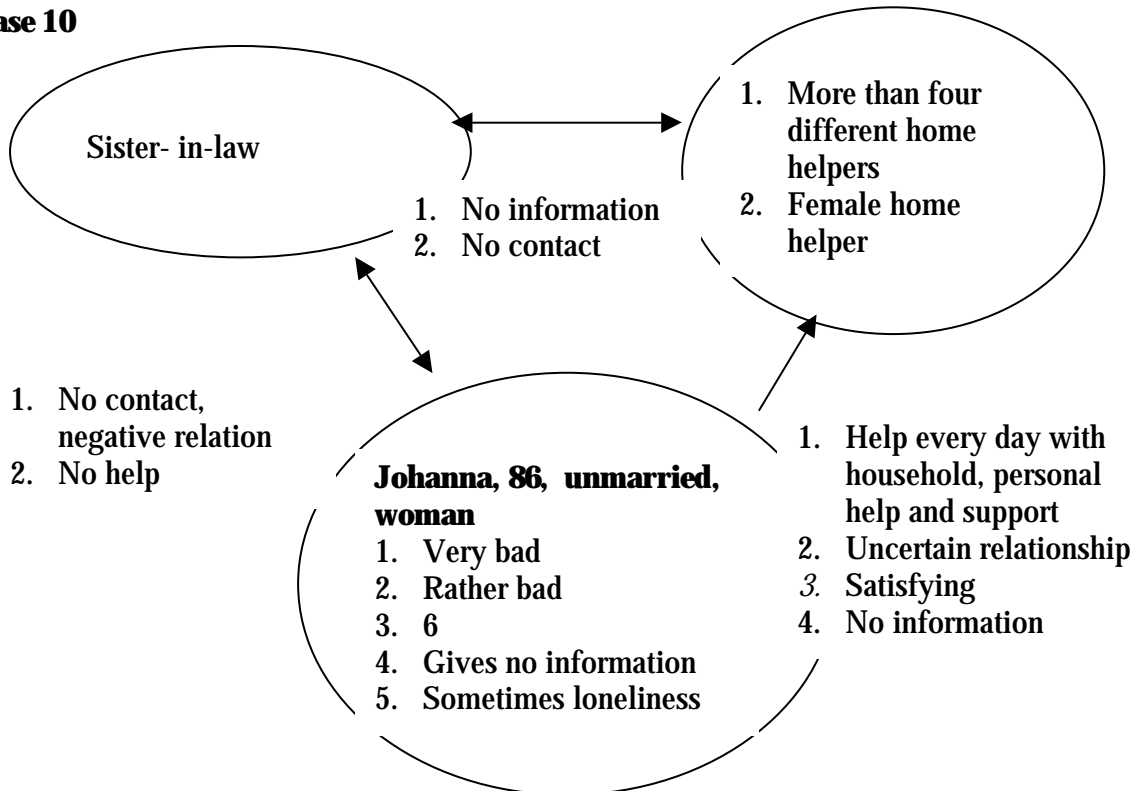 ase 10
Sister- in-law
1. More than four
different home
helpers
2. Female home
helper
1. No information
2. No contact
1. No contact,
negative relation
2. No help
Johanna, 86, unmarried,
woman
1. Very bad
2. Rather bad
3. 6
4. Gives no information
5. Sometimes loneliness
1. Help every day with
household, personal
help and support
2. Uncertain relationship
3. Satisfying
4. No information